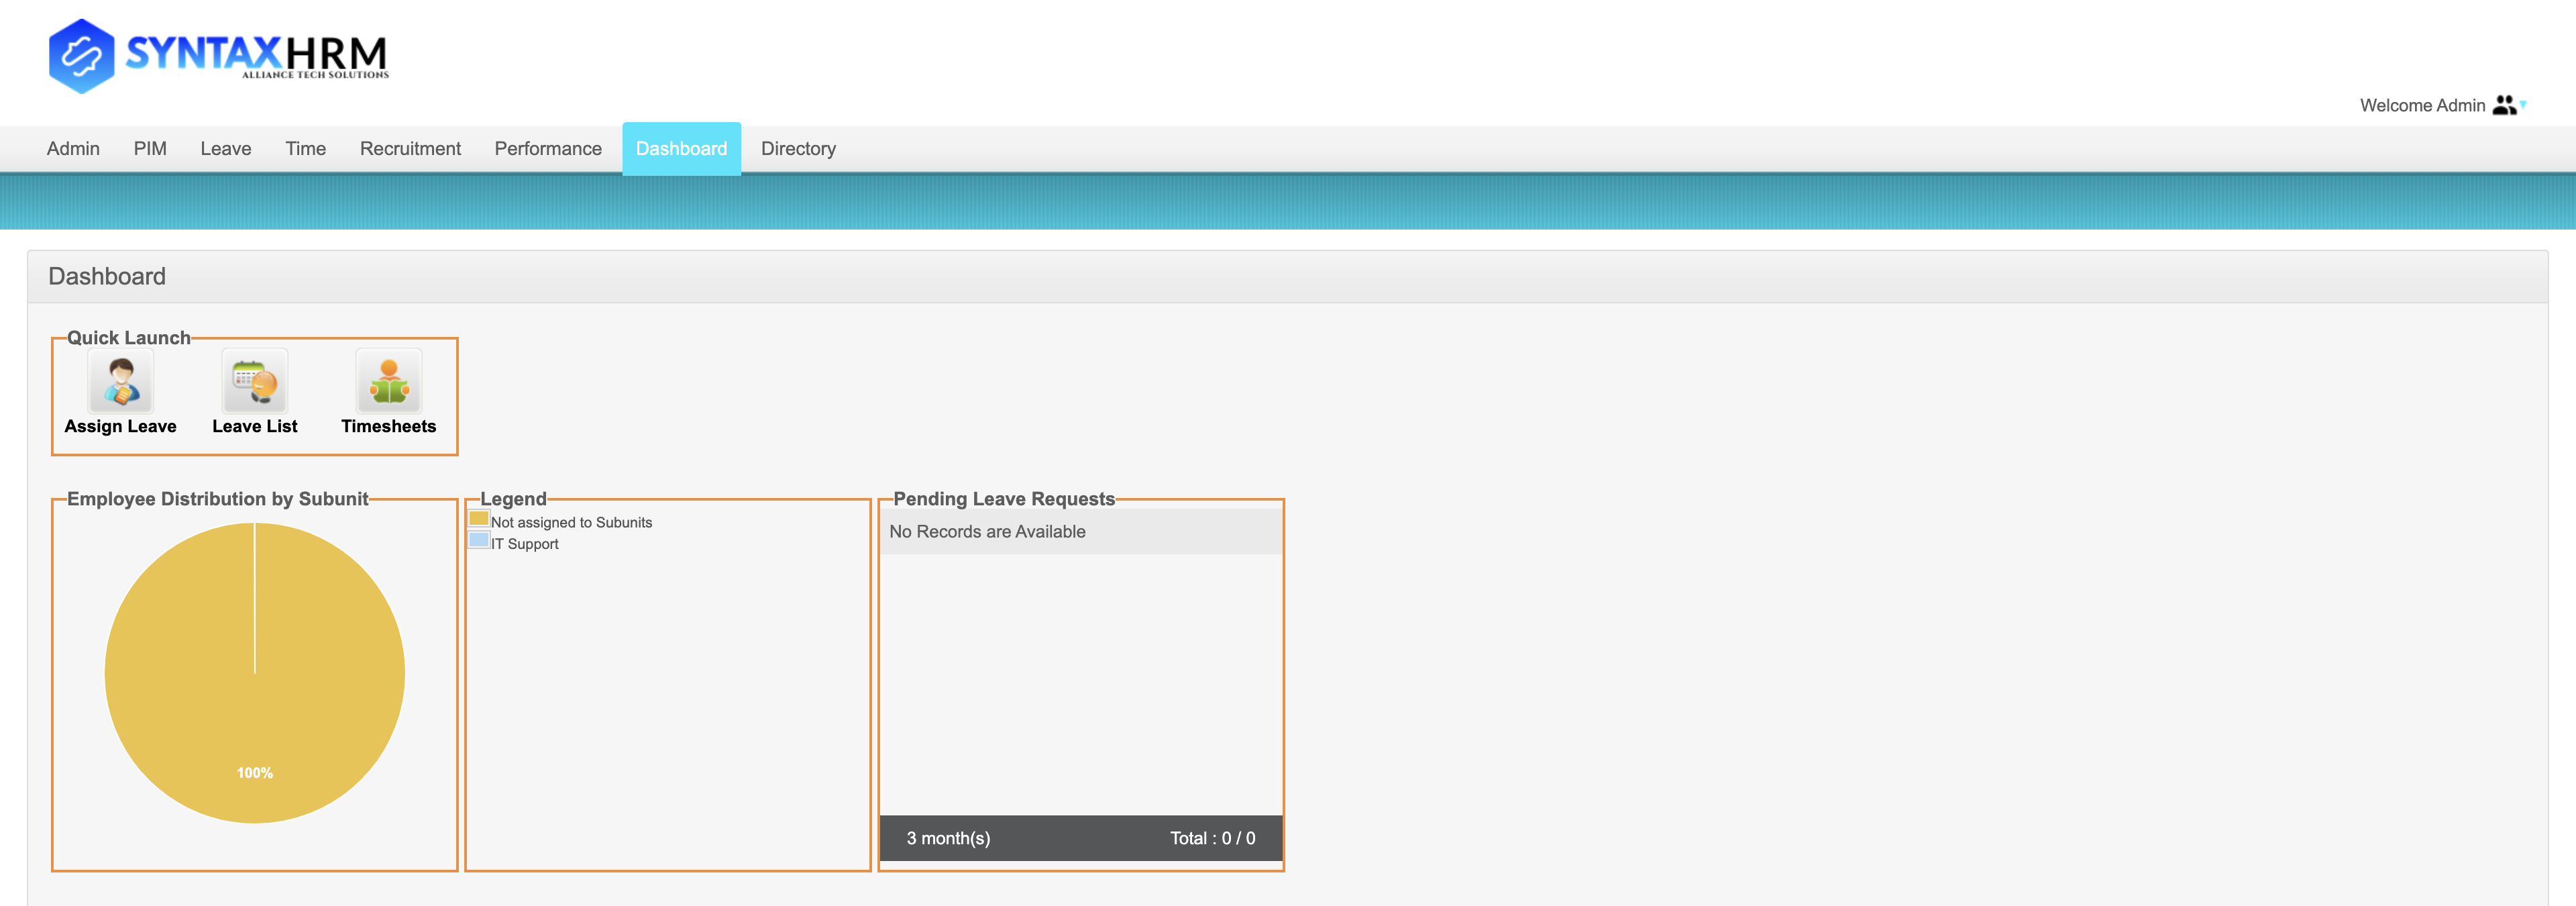 SYNTAXHRM
ALLIANCE TECH SOLUTIONS
Welcome Admin
Admin PIM Leave Time Recruitment Performance Dashboard Directory
Dashboard
Quick Launch
Assign Leave Leave List Timesheets
Employee Distribution by Subunit
100%
Legend
Not assigned to Subunits
IT Support
Pending Leave Requests
No Records are Available
3 month(s) Total : 0 / 0